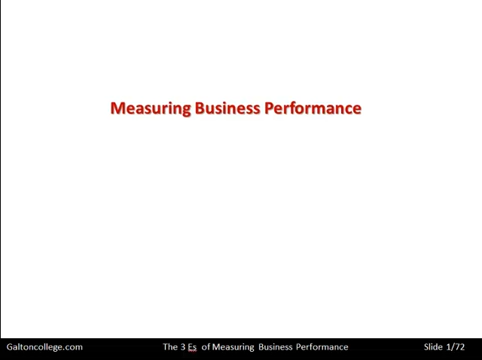 Measuring Business Performance
Galtoncollege.com The 3 Es of Measuring Business Performance Slide 1/72